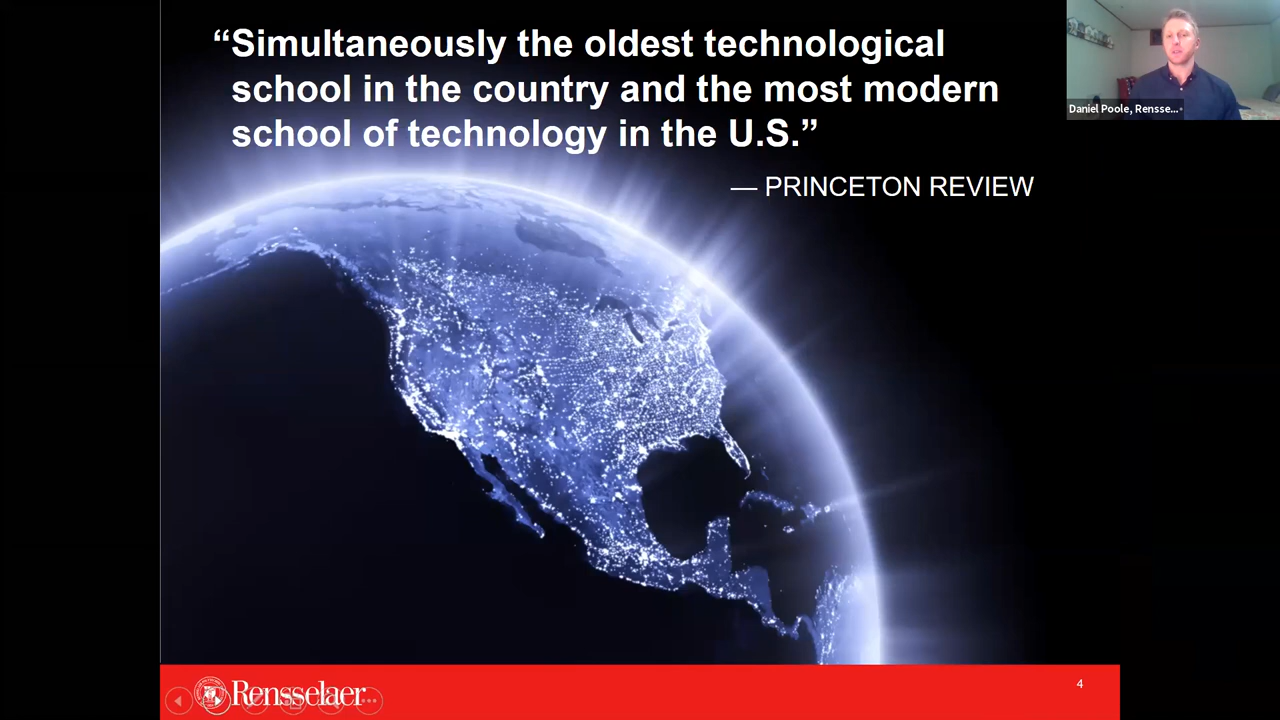 “Simultaneously the oldest technological
school in the country and the most modern
school of technology in the U.S.”
— PRINCETON REVIEW
Daniel Poole, Rensse...
Rensselaer
4